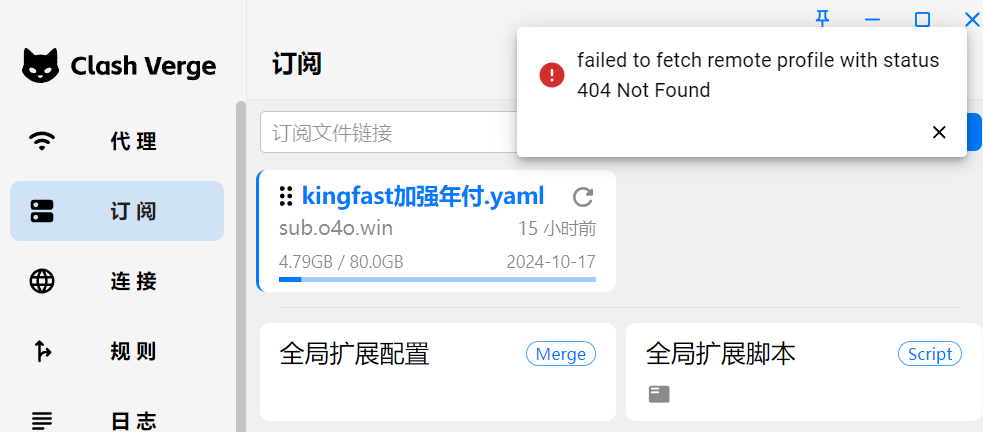 Clash Verge
代理
订阅
连接
规则
日志
订阅
failed to fetch remote profile with status
404 Not Found
订阅文件链接
kingfast加强年付.yaml
sub.o4o.win
15 小时前
4.79GB / 80.0GB
2024-10-17
全局扩展配置
Merge
全局扩展脚本
Script